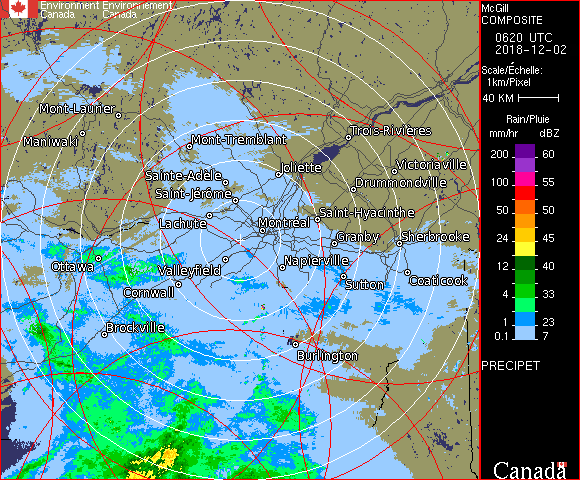 Environment Environnement
Canada Canada
McGill
COMPOSITE
0620 UTC
2018-12-02
Scale/Échelle:
1km/Pixel
40 KM
Rain/Pluie
mm/hr dBZ
200 60
100 55
50 50
24 45
12 40
4 33
1 23
0.1 7
PRECIPET
Mont-Laurier
Maniwaki
Mont-Tremblant
Trois-Rivières
Sainte-Adèle
Joliette
Victoriaville
Saint-Jérôme
Drummondville
Lachute
Montréal
Saint-Hyacinthe
Granby
Sherbrooke
Ottawa
Valleyfield
Napierville
Cornwall
Sutton
Coaticook
Brockville
Burlington
Canada